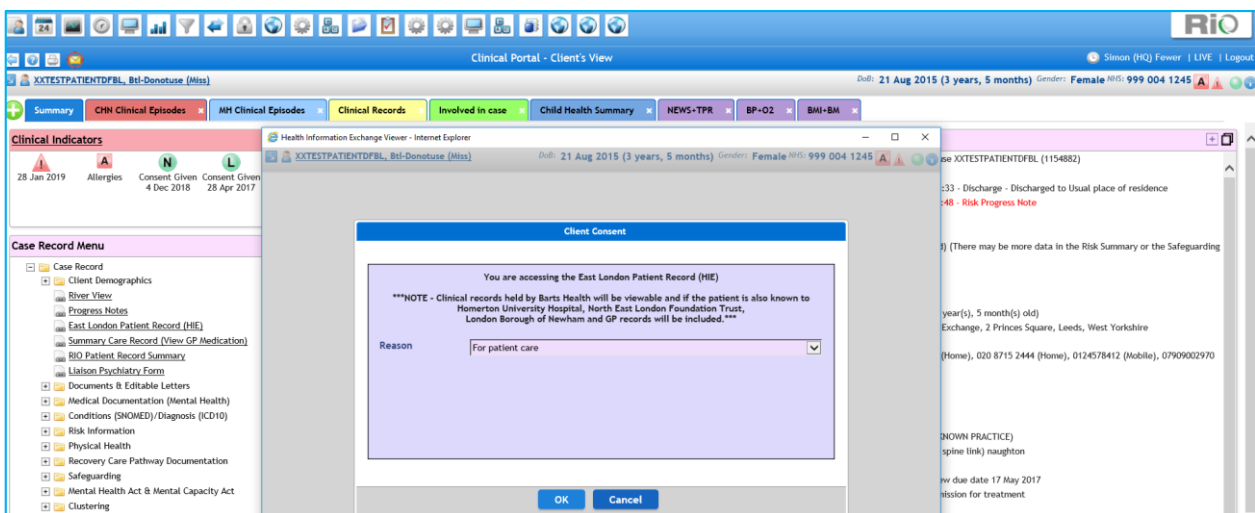 24
RiO
Clinical Portal - Client's View
Simon (HQ) Fewer | LIVE | Logout
XXTESTPATIENTDFBL, Btl-Donotuse (Miss)
DoB: 21 Aug 2015 (3 years, 5 months) Gender: Female NHS: 999 004 1245 A
Summary
CHN Clinical Episodes
MH Clinical Episodes
Clinical Records
Involved in case
Child Health Summary
NEWS+TPR
BP+O2
BMI+BM
Clinical Indicators
A
N
L
28 Jan 2019
Allergies
Consent Given
4 Dec 2018
Consent Given
28 Apr 2017
Case Record Menu
Case Record
Client Demographics
River View
Progress Notes
East London Patient Record (HIE)
Summary Care Record (View GP Medication)
RIO Patient Record Summary
Liaison Psychiatry Form
Documents & Editable Letters
Medical Documentation (Mental Health)
Conditions (SNOMED)/Diagnosis (ICD10)
Risk Information
Physical Health
Recovery Care Pathway Documentation
Safeguarding
Mental Health Act & Mental Capacity Act
Clustering
Health Information Exchange Viewer - Internet Explorer
XXTESTPATIENTDFBL, Btl-Donotuse (Miss)
DoB: 21 Aug 2015 (3 years, 5 months) Gender: Female NHS: 999 004 1245 A
Client Consent
You are accessing the East London Patient Record (HIE)
***NOTE - Clinical records held by Barts Health will be viewable and if the patient is also known to
Homerton University Hospital, North East London Foundation Trust,
London Borough of Newham and GP records will be included.***
Reason
For patient care
OK
Cancel
se XXTESTPATIENTDFBL (1154882)
:33 - Discharge - Discharged to Usual place of residence
:48 - Risk Progress Note
) (There may be more data in the Risk Summary or the Safeguarding
year(s), 5 month(s) old)
Exchange, 2 Princes Square, Leeds, West Yorkshire
(Home), 020 8715 2444 (Home), 0124578412 (Mobile), 07909002970
NOWN PRACTICE)
spine link) naughton
ew due date 17 May 2017
ission for treatment